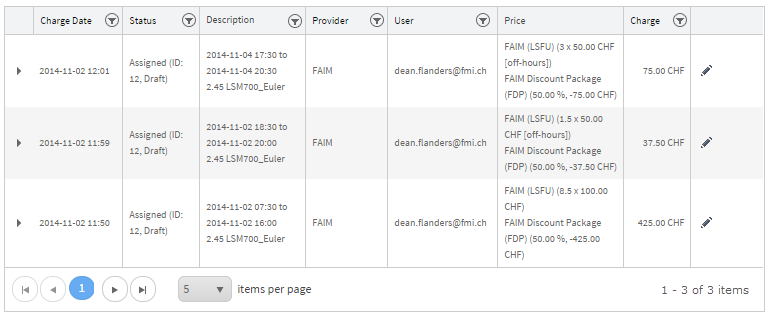 Charge Date Status Description Provider User Price Charge
2014-11-02 12:01
Assigned (ID:
12, Draft)
2014-11-04 17:30 to
2014-11-04 20:30
2.45 LSM700_Euler
FAIM
dean.flanders@fmi.ch
FAIM (LSFU) (3 x 50.00 CHF
[off-hours])
FAIM Discount Package
(FDP) (50.00 %, -75.00 CHF)
75.00 CHF
2014-11-02 11:59
Assigned (ID:
12, Draft)
2014-11-02 18:30 to
2014-11-02 20:00
2.45 LSM700_Euler
FAIM
dean.flanders@fmi.ch
FAIM (LSFU) (1.5 x 50.00
CHF [off-hours])
FAIM Discount Package
(FDP) (50.00 %, -37.50 CHF)
37.50 CHF
2014-11-02 11:50
Assigned (ID:
12, Draft)
2014-11-02 07:30 to
2014-11-02 16:00
2.45 LSM700_Euler
FAIM
dean.flanders@fmi.ch
FAIM (LSFU) (8.5 x 100.00
CHF)
FAIM Discount Package
(FDP) (50.00 %, -425.00
CHF)
425.00 CHF
1 5 items per page 1 - 3 of 3 items